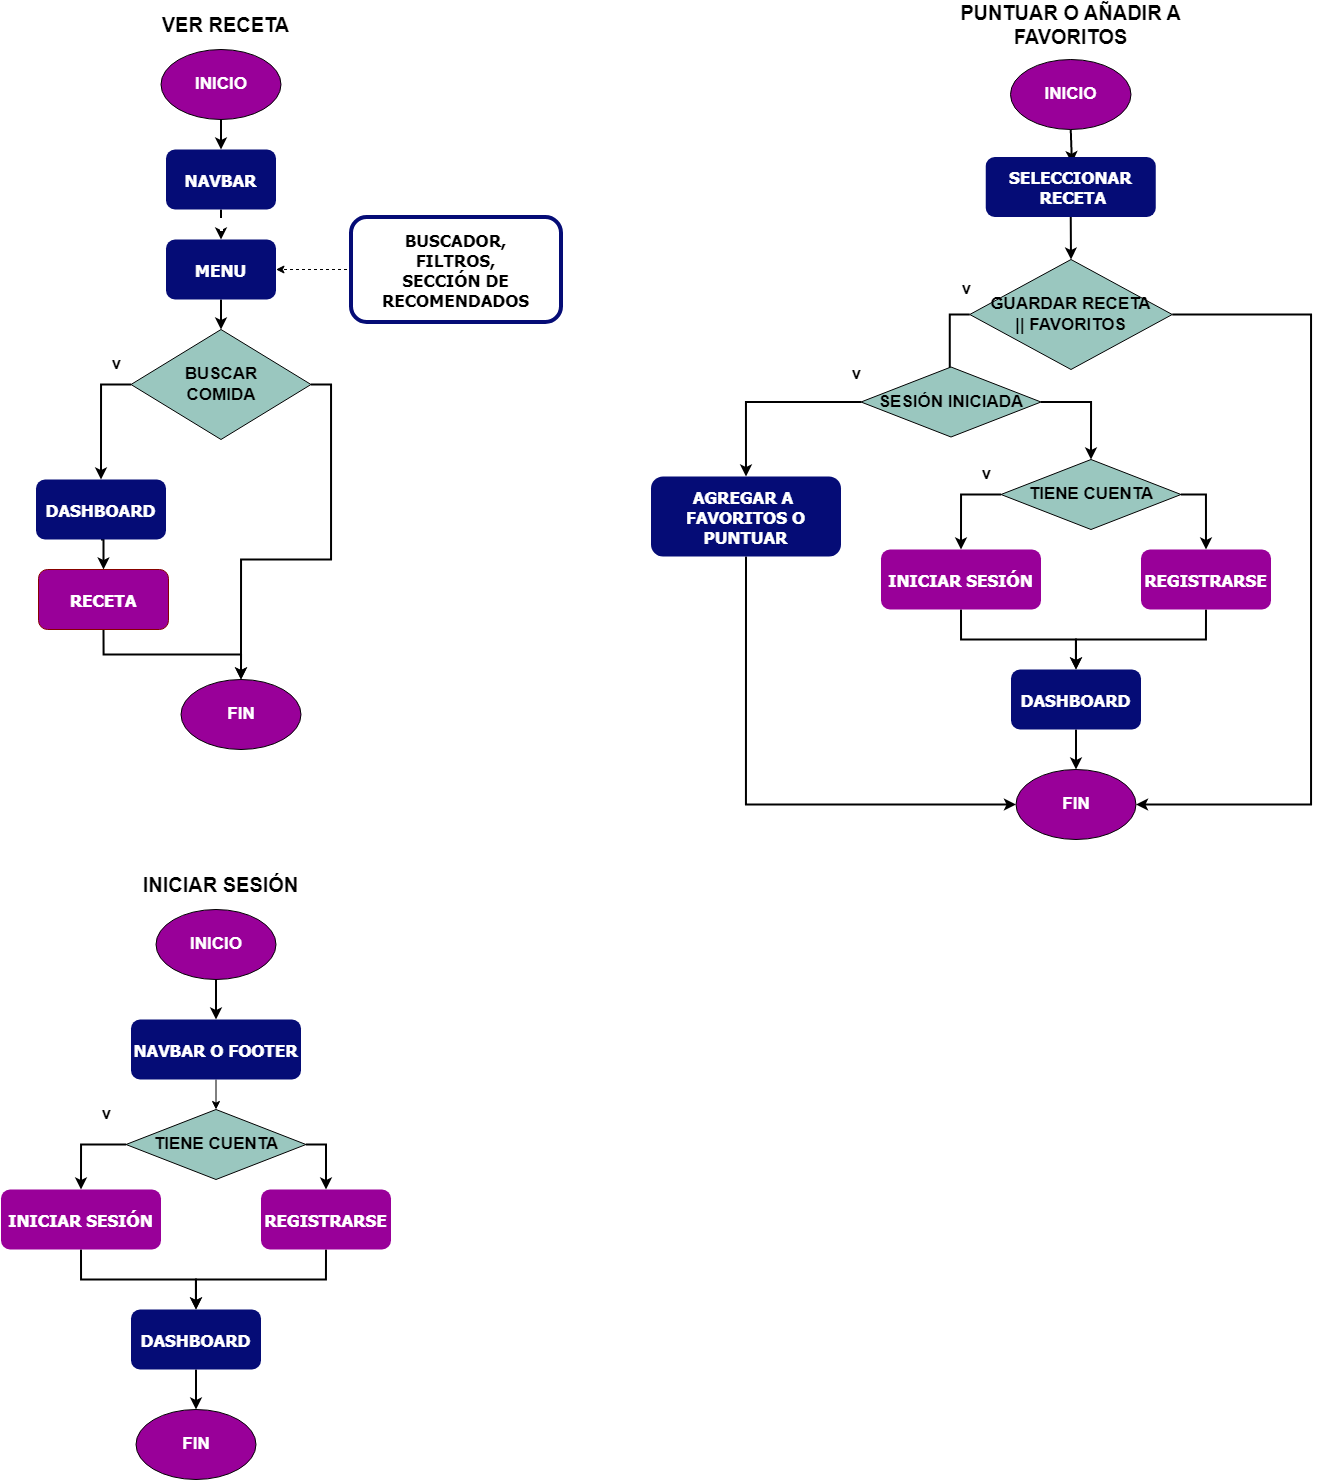 VER RECETA
INICIO
NAVBAR
MENU
BUSCADOR,
FILTROS,
SECCIÓN DE
RECOMENDADOS
BUSCAR
COMIDA
V
DASHBOARD
RECETA
FIN
PUNTUAR O AÑADIR A
FAVORITOS
INICIO
SELECCIONAR
RECETA
V
GUARDAR RECETA
|| FAVORITOS
V
SESIÓN INICIADA
V
TIENE CUENTA
AGREGAR A
FAVORITOS O
PUNTUAR
INICIAR SESIÓN
REGISTRARSE
DASHBOARD
FIN
INICIAR SESIÓN
INICIO
NAVBAR O FOOTER
V
TIENE CUENTA
INICIAR SESIÓN
REGISTRARSE
DASHBOARD
FIN